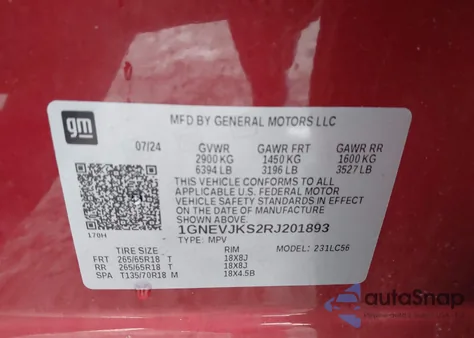 gm
MFD BY GENERAL MOTORS LLC
07/24 GVWR GAWR FRT GAWR RR
2900 KG 1450 KG 1600 KG
6394 LB 3196 LB 3527 LB
THIS VEHICLE CONFORMS TO ALL
APPLICABLE U.S. FEDERAL MOTOR
VEHICLE SAFETY STANDARDS IN EFFECT
ON THE DATE OF MANUFACTURE SHOWN ABOVE.
1GNEVJKS2RJ201893
170H
TYPE: MPV
TIRE SIZE RIM MODEL: 231LC56
FRT 265/65R18 T 18X8J
RR 265/65R18 T 18X8J
SPA T135/70R18 M 18X4.5B
autoSnap